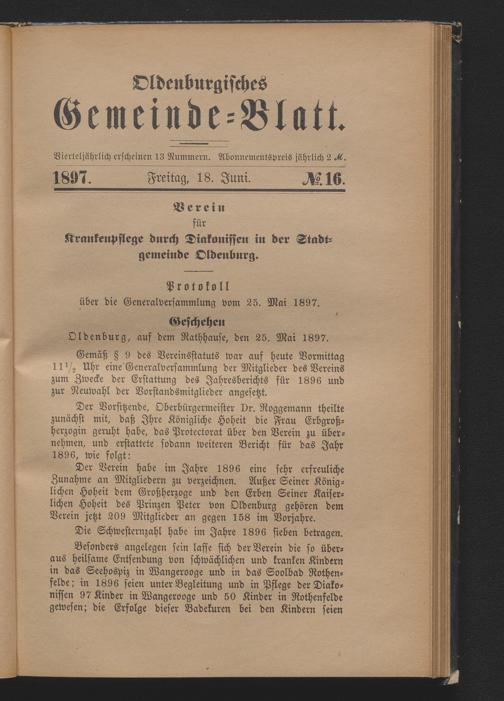 Oldenburgisches
Gemeinde-Blatt.
Vierteljährlich erscheinen 13 Nummern. Abonnementspreis jährlich 2 M.
1897. Freitag, 18. Juni. № 16.
Verein
für
Krankenpflege durch Diakonissen in der Stadt-
gemeinde Oldenburg.
Protokoll
über die Generalversammlung vom 25. Mai 1897.
Geschehen
Oldenburg, auf dem Rathhause, den 25. Mai 1897.
Gemäß § 9 des Vereinsstatuts war auf heute Vormittag
11½ Uhr eine Generalversammlung der Mitglieder des Vereins
zum Zwecke der Erstattung des Jahresberichts für 1896 und
zur Neuwahl der Vorstandsmitglieder angesetzt.
Der Vorsitzende, Oberbürgermeister Dr. Roggemann theilte
zunächst mit, daß Ihre Königliche Hoheit die Frau Erbgroß-
herzogin geruht habe, das Protectorat über den Verein zu über-
nehmen, und erstattete sodann weiteren Bericht für das Jahr
1896, wie folgt:
Der Verein habe im Jahre 1896 eine sehr erfreuliche
Zunahme an Mitgliedern zu verzeichnen. Außer Seiner König-
lichen Hoheit dem Großherzoge und den Erben Seiner Kaiser-
lichen Hoheit des Prinzen Peter von Oldenburg gehören dem
Verein jetzt 209 Mitglieder an gegen 158 im Vorjahre.
Die Schwesternzahl habe im Jahre 1896 sieben betragen.
Besonders angelegen sein lasse sich der Verein die so über-
aus heilsame Entsendung von schwächlichen und kranken Kindern
in das Seehospiz in Wangerooge und in das Soolbad Rothen-
felde; in 1896 seien unter Begleitung und in Pflege der Diako-
nissen 97 Kinder in Wangerooge und 50 Kinder in Rothenfelde
gewesen; die Erfolge dieser Badekuren bei den Kindern seien